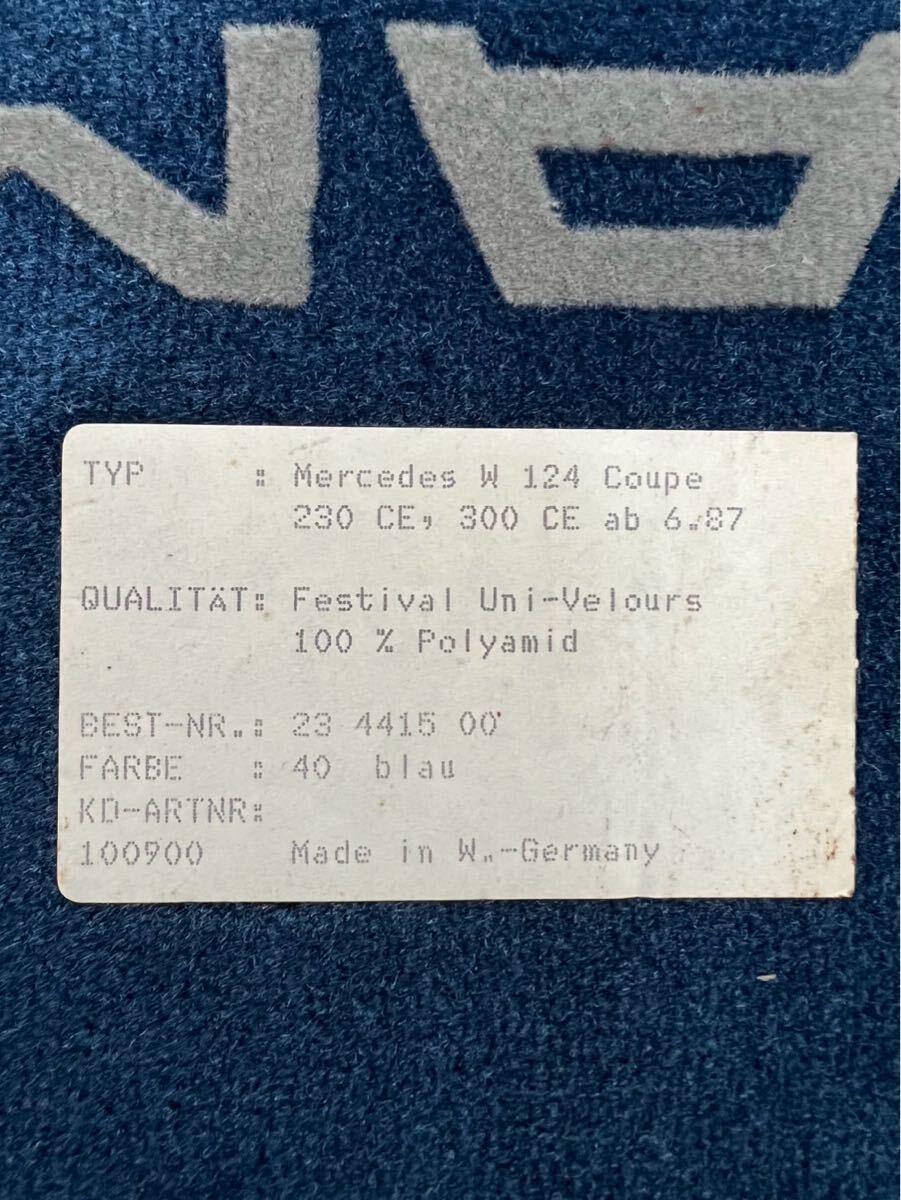 TYP : Mercedes W 124 Coupe
230 CE, 300 CE ab 6.87
QUALITÄT: Festival Uni-Velours
100 % Polyamid
BEST-NR.: 23 4415 00
FARBE : 40 blau
KD-ARTNR:
100900 Made in W.-Germany